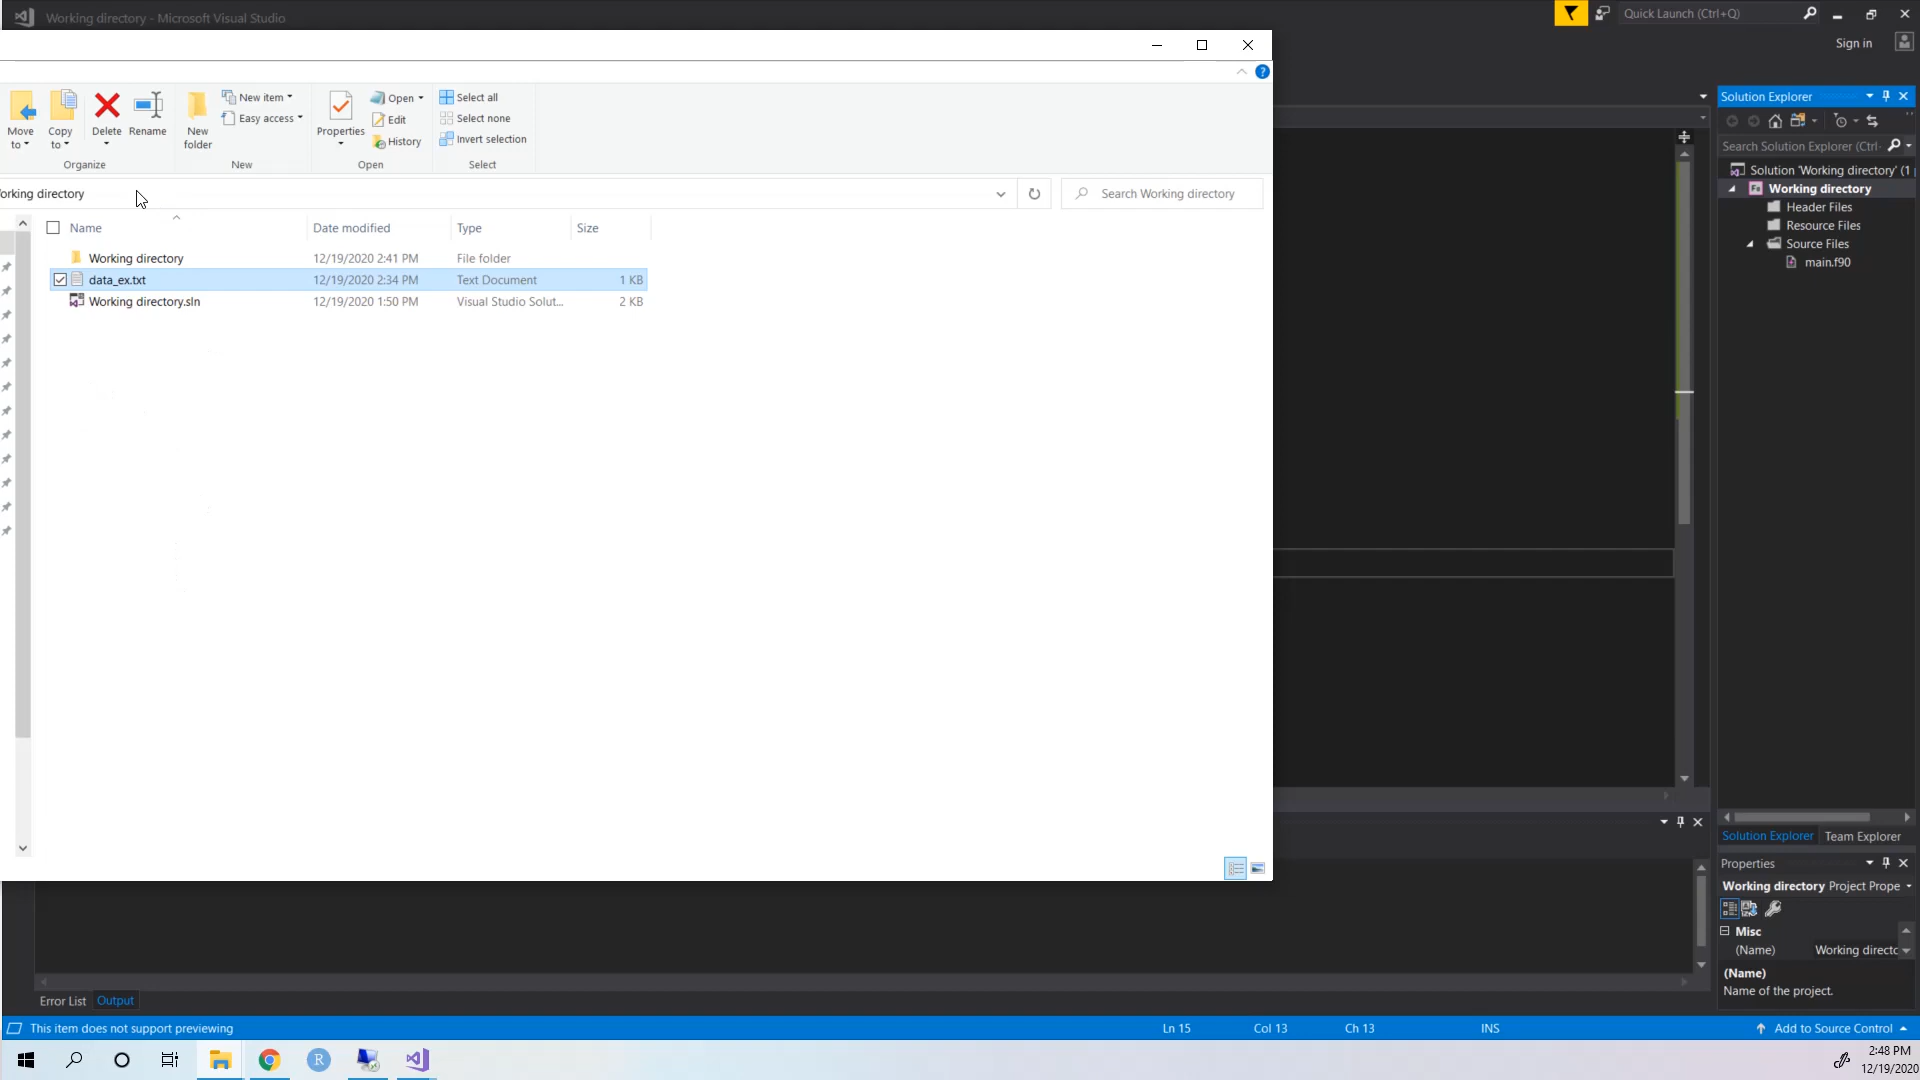 Working directory - Microsoft Visual Studio
Quick Launch (Ctrl+Q)
Sign in
Move to
Copy to
Delete
Rename
New folder
New item
Easy access
Properties
Open
Edit
History
Select all
Select none
Invert selection
Organize
New
Open
Select
orking directory
Search Working directory
Name
Date modified
Type
Size
Working directory 12/19/2020 2:41 PM File folder
data_ex.txt 12/19/2020 2:34 PM Text Document 1 KB
Working directory.sln 12/19/2020 1:50 PM Visual Studio Solut... 2 KB
Solution Explorer
Search Solution Explorer (Ctrl-
Solution 'Working directory' (1
Working directory
Header Files
Resource Files
Source Files
main.f90
Solution Explorer Team Explorer
Properties
Working directory Project Prope
Misc
(Name) Working directo
(Name)
Name of the project.
Error List Output
This item does not support previewing
Ln 15 Col 13 Ch 13 INS
Add to Source Control
R
2:48 PM
12/19/2020